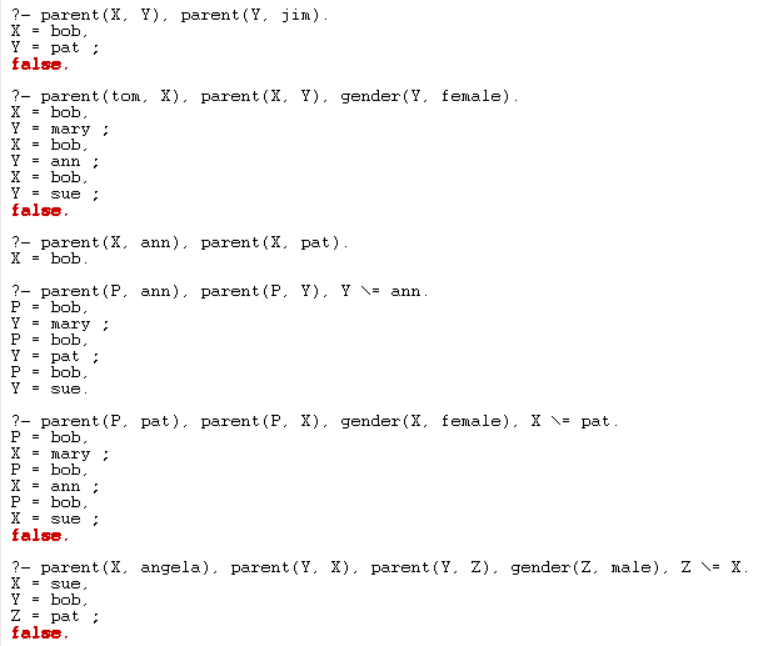 ?- parent(X, Y), parent(Y, jim).
X = bob,
Y = pat ;
false.
?- parent(tom, X), parent(X, Y), gender(Y, female).
X = bob,
Y = mary ;
X = bob,
Y = ann ;
X = bob,
Y = sue ;
false.
?- parent(X, ann), parent(X, pat).
X = bob.
?- parent(P, ann), parent(P, Y), Y \= ann.
P = bob,
Y = mary ;
P = bob,
Y = pat ;
P = bob,
Y = sue.
?- parent(P, pat), parent(P, X), gender(X, female), X \= pat.
P = bob,
X = mary ;
P = bob,
X = ann ;
P = bob,
X = sue ;
false.
?- parent(X, angela), parent(Y, X), parent(Y, Z), gender(Z, male), Z \= X.
X = sue,
Y = bob,
Z = pat ;
false.